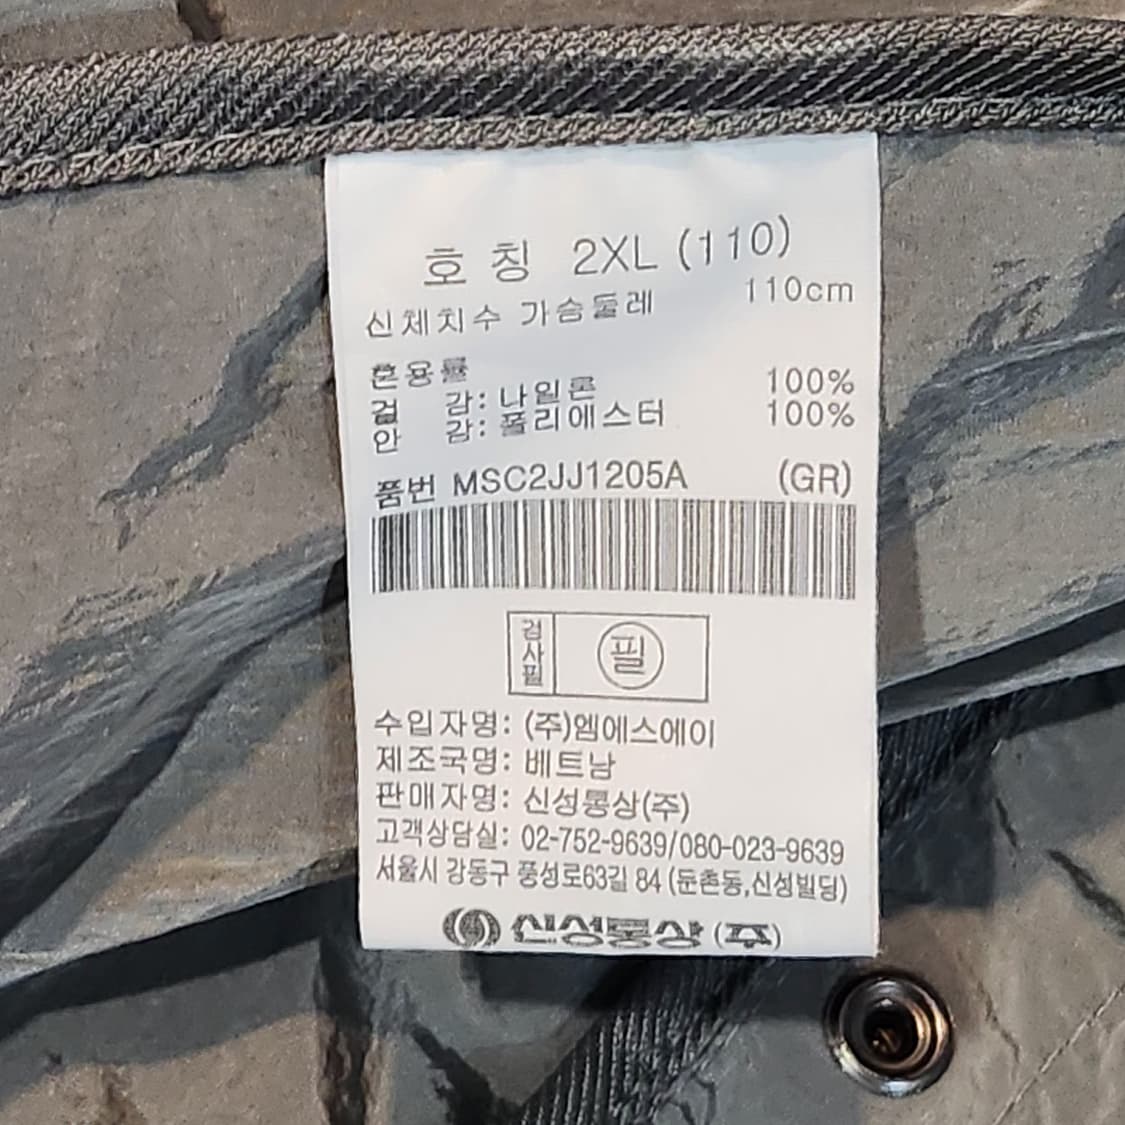 호 칭 2XL (110)
신체치수 가슴둘레 110cm
혼용률
겉 감: 나일론 100%
안 감: 폴리에스터 100%
품번 MSC2JJ1205A (GR)
검사필 필
수입자명: (주)엠에스에이
제조국명: 베트남
판매자명: 신성통상(주)
고객상담실: 02-752-9639/080-023-9639
서울시 강동구 풍성로63길 84 (둔촌동,신성빌딩)
신성통상(주)